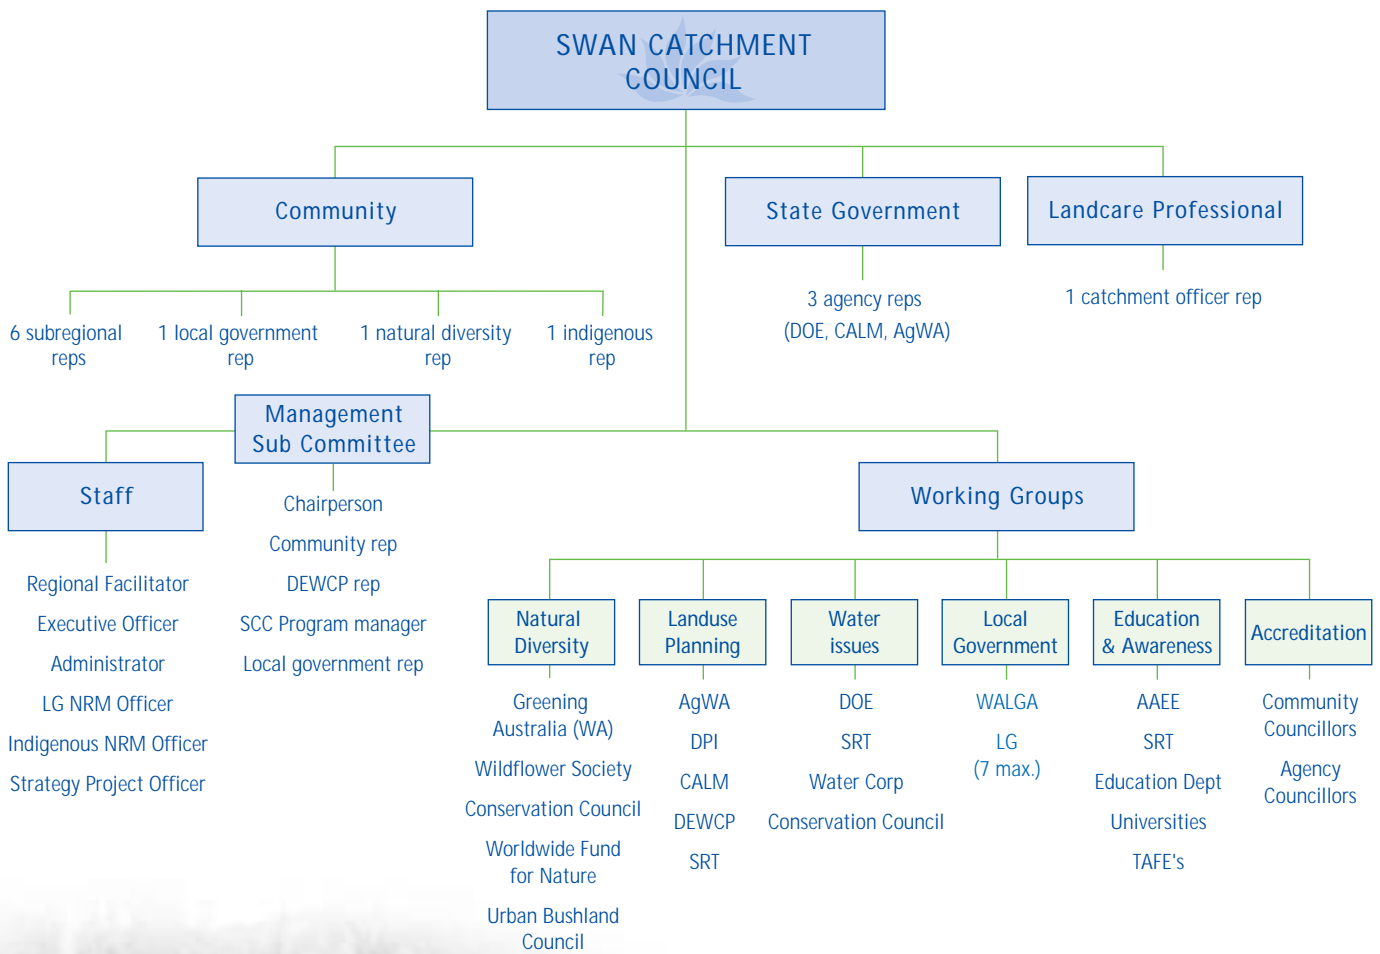 SWAN CATCHMENT
COUNCIL
Community
State Government
Landcare Professional
6 subregional
reps
1 local government
rep
1 natural diversity
rep
1 indigenous
rep
3 agency reps
(DOE, CALM, AgWA)
1 catchment officer rep
Management
Sub Committee
Chairperson
Community rep
DEWCP rep
SCC Program manager
Local government rep
Staff
Regional Facilitator
Executive Officer
Administrator
LG NRM Officer
Indigenous NRM Officer
Strategy Project Officer
Working Groups
Natural
Diversity
Greening
Australia (WA)
Wildflower Society
Conservation Council
Worldwide Fund
for Nature
Urban Bushland
Council
Landuse
Planning
AgWA
DPI
CALM
DEWCP
SRT
Water
issues
DOE
SRT
Water Corp
Conservation Council
Local
Government
WALGA
LG
(7 max.)
Education
& Awareness
AAEE
SRT
Education Dept
Universities
TAFE's
Accreditation
Community
Councillors
Agency
Councillors